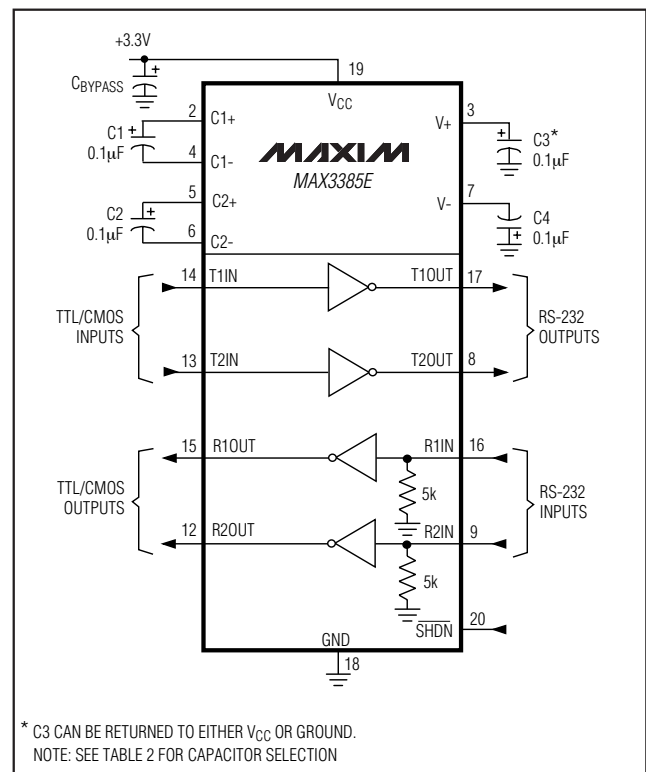 +3.3V
CBYPASS
19
VCC
2
C1+
C1
0.1µF
4
C1-
5
C2+
C2
0.1µF
6
C2-
MAXIM
MAX3385E
3
V+
C3*
0.1µF
7
V-
C4
0.1µF
TTL/CMOS
INPUTS
14
T1IN
T1OUT
17
13
T2IN
T2OUT
8
RS-232
OUTPUTS
TTL/CMOS
OUTPUTS
15
R1OUT
R1IN
16
5k
12
R2OUT
R2IN
9
5k
RS-232
INPUTS
SHDN
20
GND
18
* C3 CAN BE RETURNED TO EITHER VCC OR GROUND.
NOTE: SEE TABLE 2 FOR CAPACITOR SELECTION